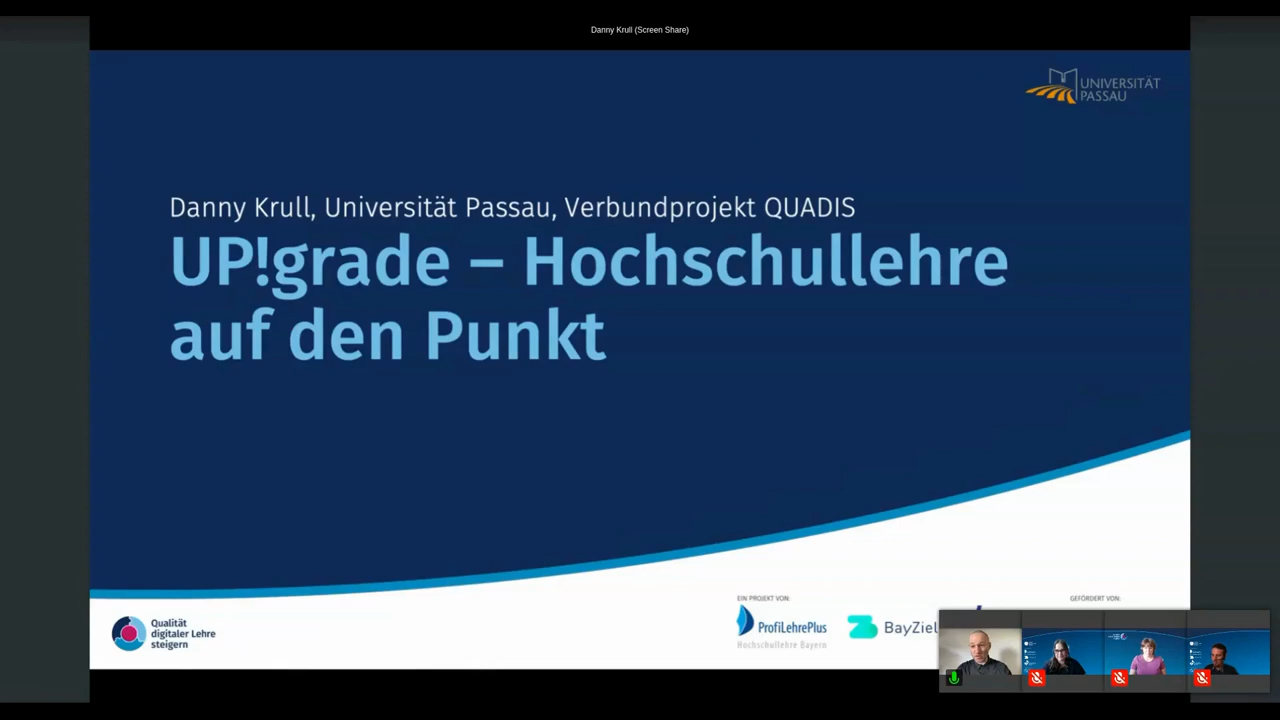 Danny Krull (Screen Share)
UNIVERSITÄT
PASSAU
Danny Krull, Universität Passau, Verbundprojekt QUADIS
UP!grade – Hochschullehre
auf den Punkt
EIN PROJEKT VON:
GEFÖRDERT VON:
Qualität
digitaler Lehre
steigern
ProfiLehrePlus
Hochschullehre Bayern
BayZiel